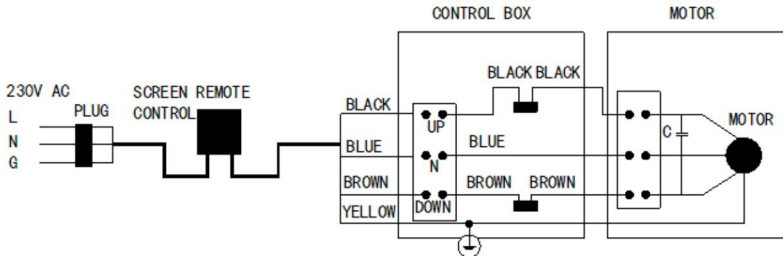 CONTROL BOX
MOTOR
230V AC
L
N
G
PLUG
SCREEN REMOTE
CONTROL
BLACK
BLUE
BROWN
YELLOW
UP
N
DOWN
BLACK BLACK
BLUE
BROWN BROWN
C
MOTOR